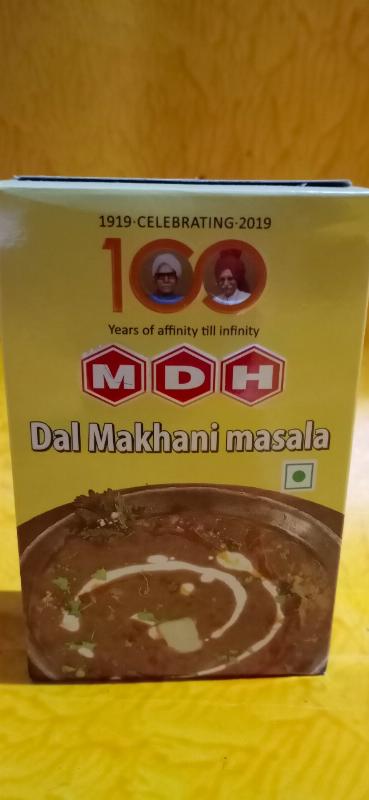 1919·CELEBRATING·2019
100
Years of affinity till infinity
MDH
Dal Makhani masala